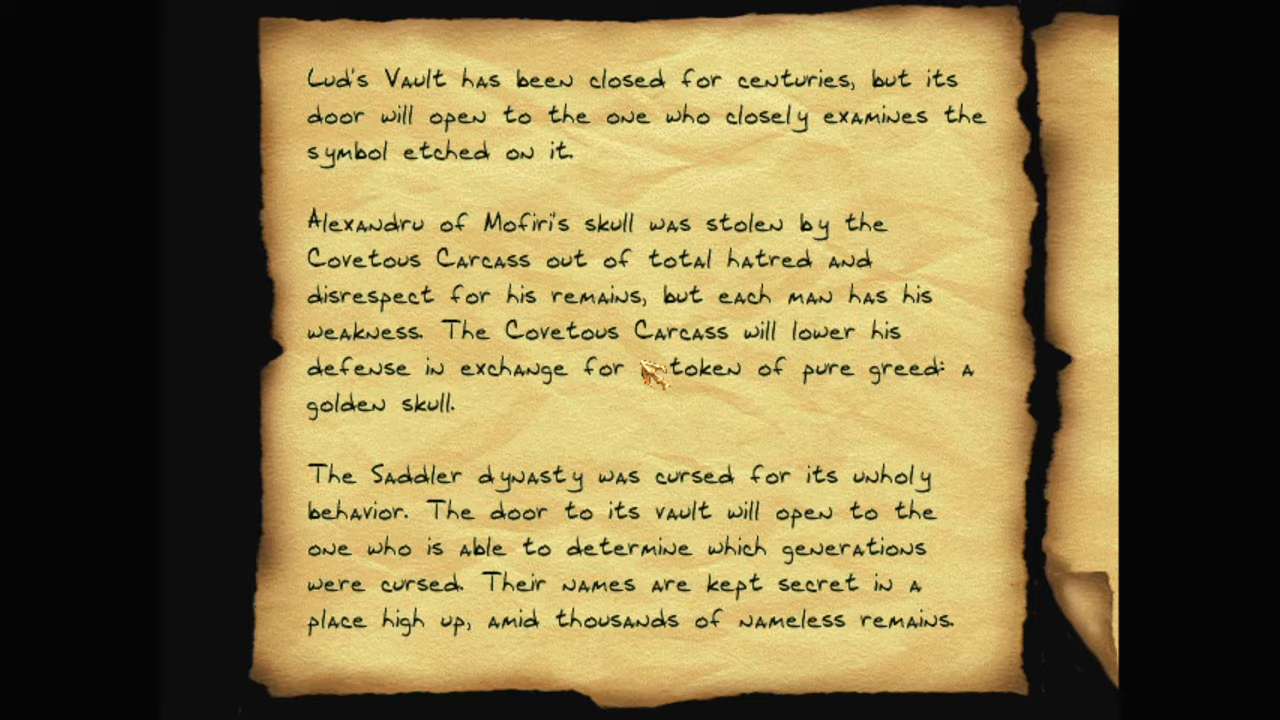 Lud's Vault has been closed for centuries, but its
door will open to the one who closely examines the
symbol etched on it.
Alexandru of Mofiri's skull was stolen by the
Covetous Carcass out of total hatred and
disrespect for his remains, but each man has his
weakness. The Covetous Carcass will lower his
defense in exchange for token of pure greed: a
golden skull.
The Saddler dynasty was cursed for its unholy
behavior. The door to its vault will open to the
one who is able to determine which generations
were cursed. Their names are kept secret in a
place high up, amid thousands of nameless remains.